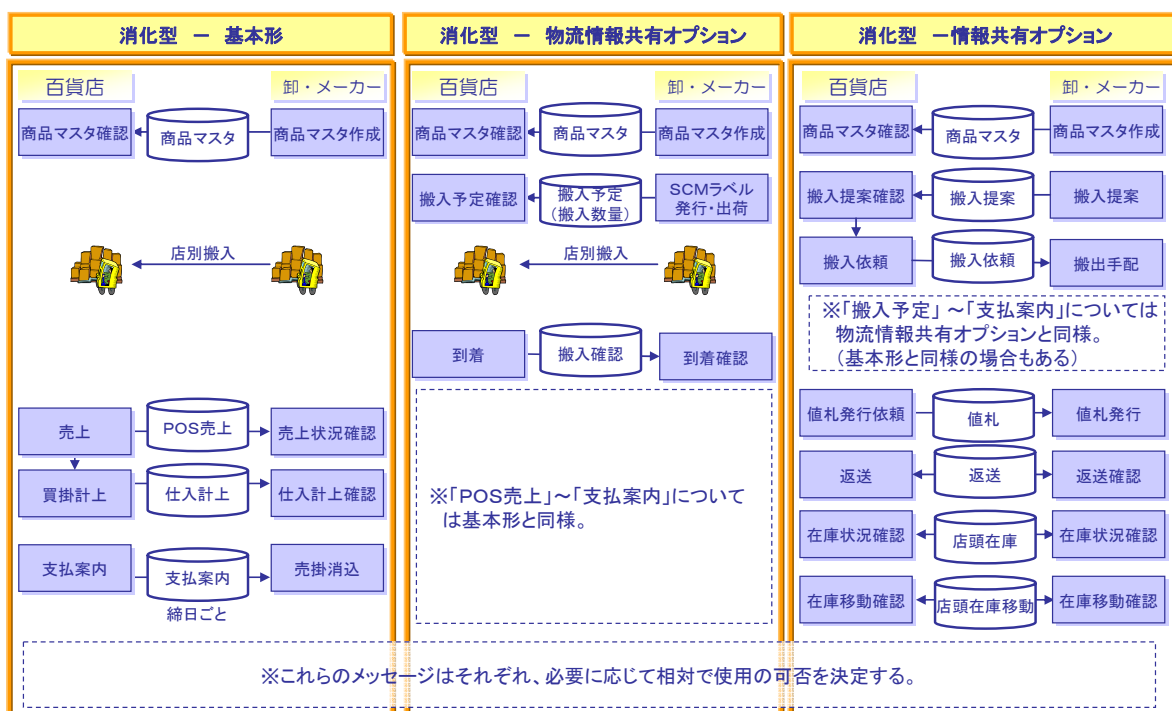 消化型 － 基本形
百貨店
卸・メーカー
商品マスタ確認
商品マスタ
商品マスタ作成
店別搬入
売上
POS売上
売上状況確認
買掛計上
仕入計上
仕入計上確認
支払案内
支払案内
売掛消込
締日ごと
消化型 － 物流情報共有オプション
百貨店
卸・メーカー
商品マスタ確認
商品マスタ
商品マスタ作成
搬入予定確認
搬入予定
（搬入数量）
SCMラベル
発行・出荷
店別搬入
到着
搬入確認
到着確認
※「POS売上」～「支払案内」について
は基本形と同様。
消化型 －情報共有オプション
百貨店
卸・メーカー
商品マスタ確認
商品マスタ
商品マスタ作成
搬入提案確認
搬入提案
搬入提案
搬入依頼
搬入依頼
搬出手配
※「搬入予定」～「支払案内」については
物流情報共有オプションと同様。
（基本形と同様の場合もある）
値札発行依頼
値札
値札発行
返送
返送
返送確認
在庫状況確認
店頭在庫
在庫状況確認
在庫移動確認
店頭在庫移動
在庫移動確認
※これらのメッセージはそれぞれ、必要に応じて相対で使用の可否を決定する。